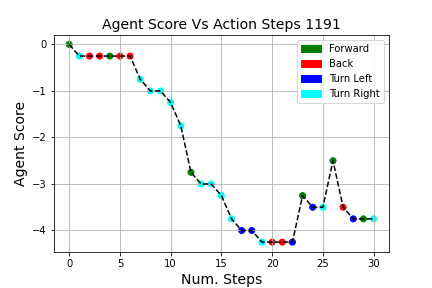 Agent Score Vs Action Steps 1191
Forward
Back
Turn Left
Turn Right
0
−1
−2
−3
−4
Agent Score
0 5 10 15 20 25 30
Num. Steps